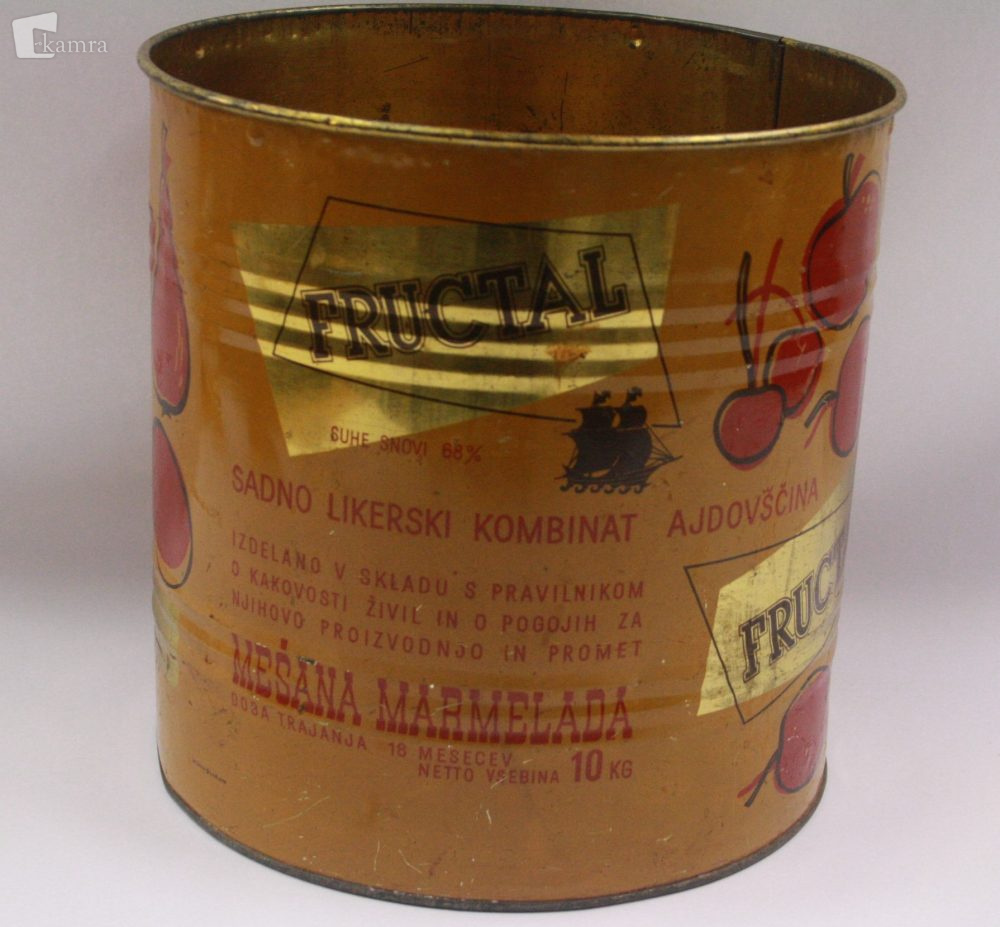 kamra
FRUCTAL
SUHE SNOVI 68%
SADNO LIKERSKI KOMBINAT AJDOVŠČINA
IZDELANO V SKLADU S PRAVILNIKOM
O KAKOVOSTI ŽIVIL IN O POGOJIH ZA
NJIHOVO PROIZVODNJO IN PROMET
MEŠANA MARMELADA
DOBA TRAJANJA 18 MESECEV
NETTO VSEBINA 10 KG
FRUC